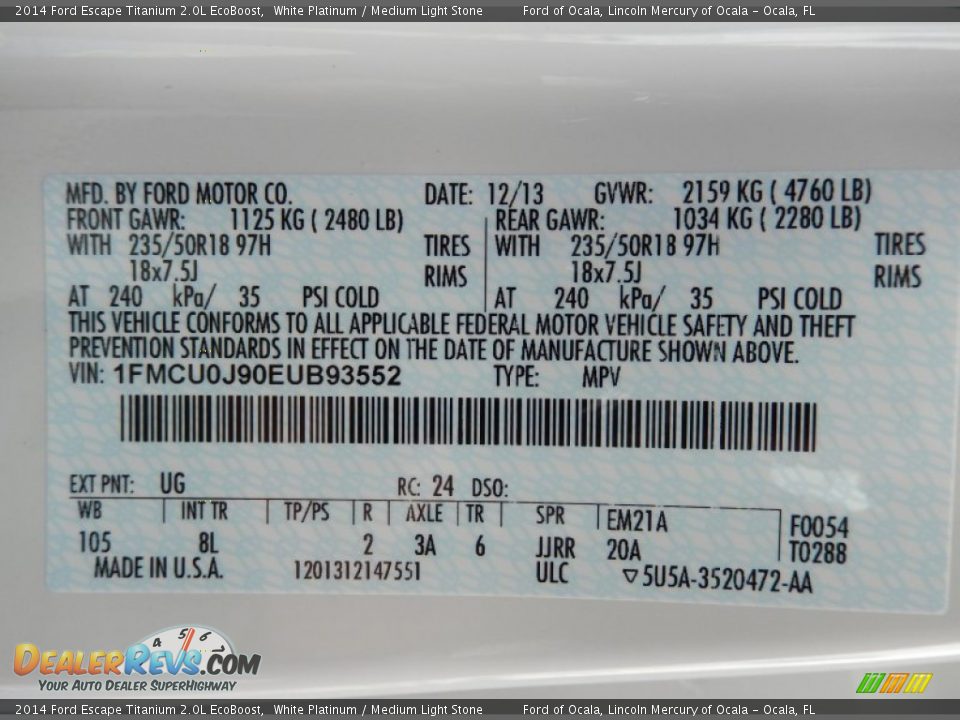 2014 Ford Escape Titanium 2.0L EcoBoost, White Platinum / Medium Light Stone Ford of Ocala, Lincoln Mercury of Ocala - Ocala, FL
MFD. BY FORD MOTOR CO. DATE: 12/13 GVWR: 2159 KG ( 4760 LB)
FRONT GAWR: 1125 KG ( 2480 LB) REAR GAWR: 1034 KG ( 2280 LB)
WITH 235/50R18 97H TIRES WITH 235/50R18 97H TIRES
18x7.5J RIMS 18x7.5J RIMS
AT 240 kPa/ 35 PSI COLD AT 240 kPa/ 35 PSI COLD
THIS VEHICLE CONFORMS TO ALL APPLICABLE FEDERAL MOTOR VEHICLE SAFETY AND THEFT
PREVENTION STANDARDS IN EFFECT ON THE DATE OF MANUFACTURE SHOWN ABOVE.
VIN: 1FMCU0J90EUB93552 TYPE: MPV
EXT PNT: UG RC: 24 DSO:
WB INT TR TP/PS R AXLE TR SPR EM21A F0054
105 8L 2 3A 6 JJRR 20A T0288
MADE IN U.S.A. 1201312147551 ULC ▽5U5A-3520472-AA
4 5 6
DEALERREVS.COM
YOUR AUTO DEALER SUPERHIGHWAY
2014 Ford Escape Titanium 2.0L EcoBoost, White Platinum / Medium Light Stone Ford of Ocala, Lincoln Mercury of Ocala - Ocala, FL